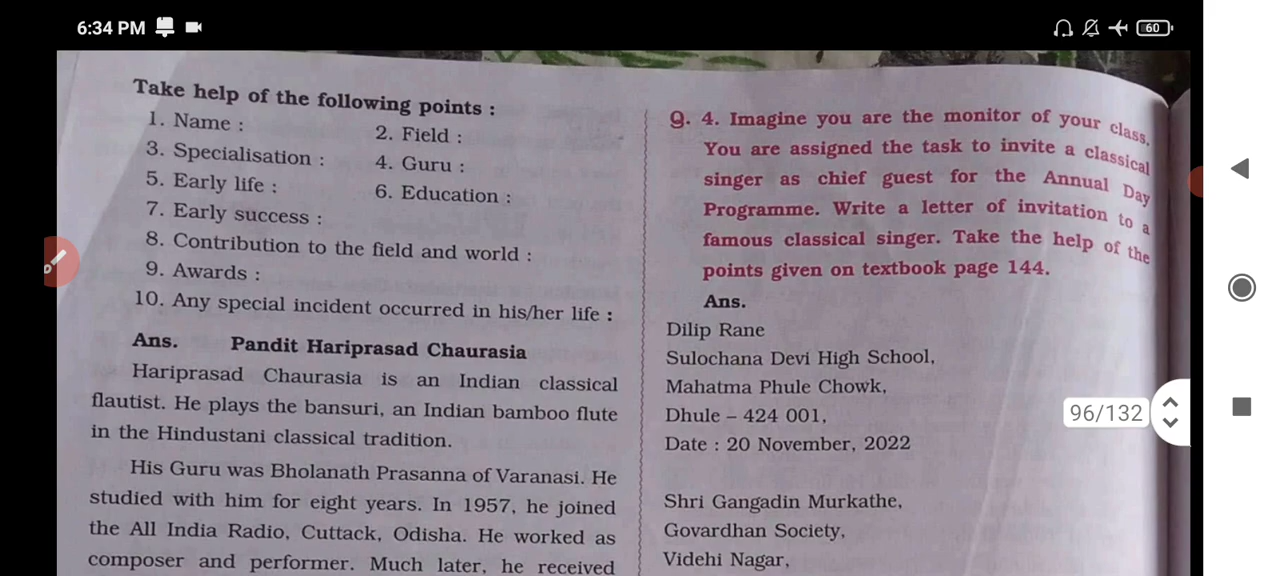 6:34 PM
60
Take help of the following points :
1. Name :
2. Field :
3. Specialisation :
4. Guru :
5. Early life :
6. Education :
7. Early success :
8. Contribution to the field and world :
9. Awards :
10. Any special incident occurred in his/her life :
Ans. Pandit Hariprasad Chaurasia
Hariprasad Chaurasia is an Indian classical
flautist. He plays the bansuri, an Indian bamboo flute
in the Hindustani classical tradition.
His Guru was Bholanath Prasanna of Varanasi. He
studied with him for eight years. In 1957, he joined
the All India Radio, Cuttack, Odisha. He worked as
composer and performer. Much later, he received
Q. 4. Imagine you are the monitor of your class.
You are assigned the task to invite a classical
singer as chief guest for the Annual Day
Programme. Write a letter of invitation to a
famous classical singer. Take the help of the
points given on textbook page 144.
Ans.
Dilip Rane
Sulochana Devi High School,
Mahatma Phule Chowk,
Dhule – 424 001,
Date : 20 November, 2022
Shri Gangadin Murkathe,
Govardhan Society,
Videhi Nagar,
96/132